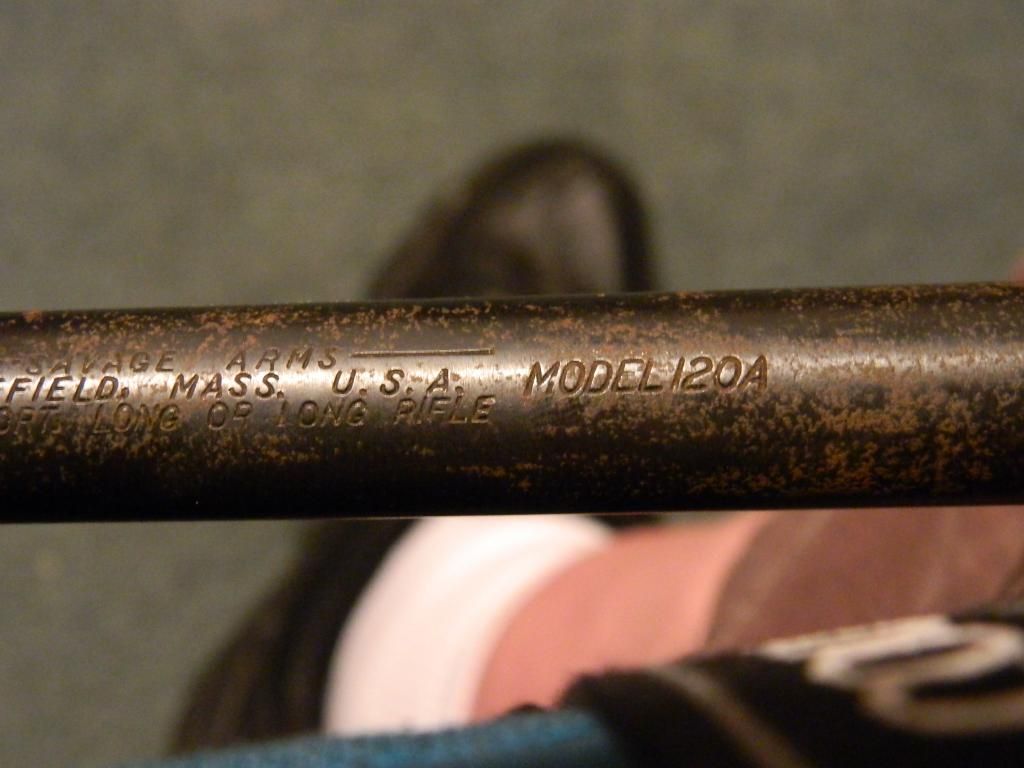 SAVAGE ARMS
FIELD, MASS. U.S.A. MODEL 120A
LONG OR LONG RIFLE